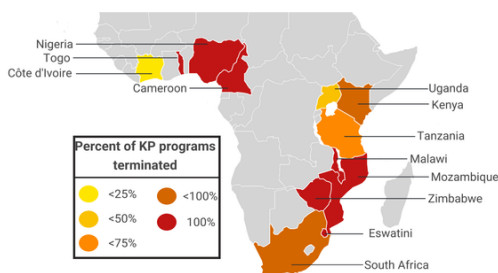 Nigeria
Togo
Côte d'Ivoire
Cameroon
Uganda
Kenya
Tanzania
Malawi
Mozambique
Zimbabwe
Eswatini
South Africa
Percent of KP programs
terminated
<25%
<50%
<75%
<100%
100%